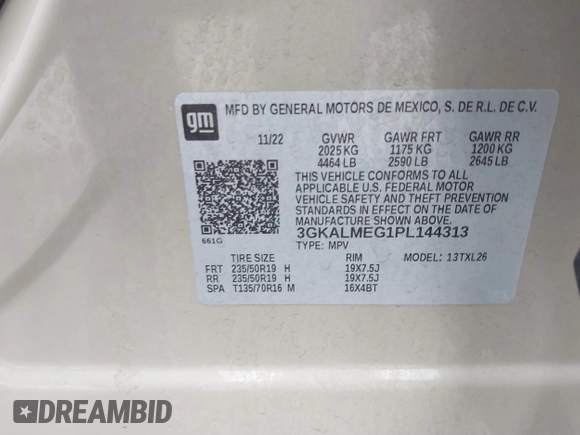 gm
MFD BY GENERAL MOTORS DE MEXICO, S. DE R.L. DE C.V.
11/22 GVWR GAWR FRT GAWR RR
2025 KG 1175 KG 1200 KG
4464 LB 2590 LB 2645 LB
THIS VEHICLE CONFORMS TO ALL
APPLICABLE U.S. FEDERAL MOTOR
VEHICLE SAFETY AND THEFT PREVENTION
STANDARDS IN EFFECT ON THE DATE OF
MANUFACTURE SHOWN ABOVE.
3GKALMEG1PL144313
661G TYPE: MPV MODEL: 13TXL26
TIRE SIZE RIM
FRT 235/50R19 H 19X7.5J
RR 235/50R19 H 19X7.5J
SPA T135/70R16 M 16X4BT
DREAMBID